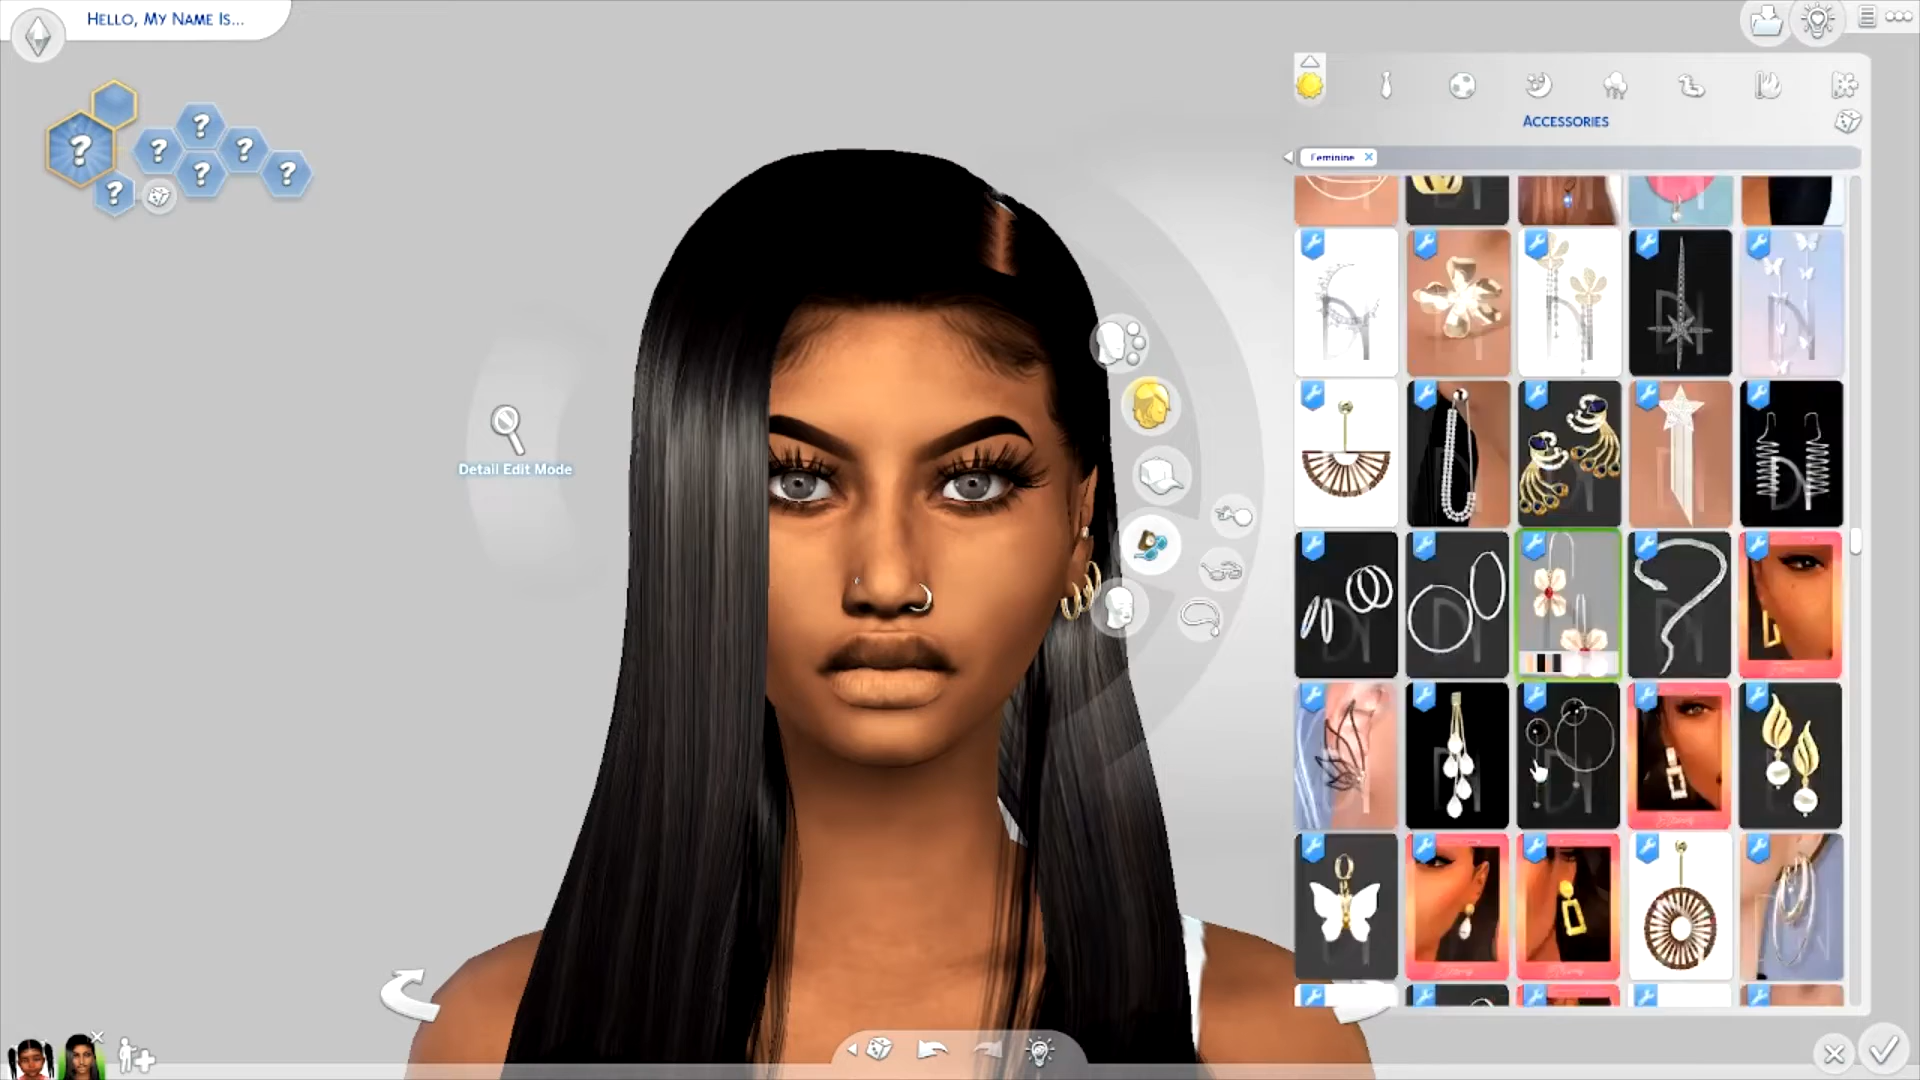 Hello, My Name Is...
Accessories
Feminine
Detail Edit Mode
?
?
?
?
?
?
?